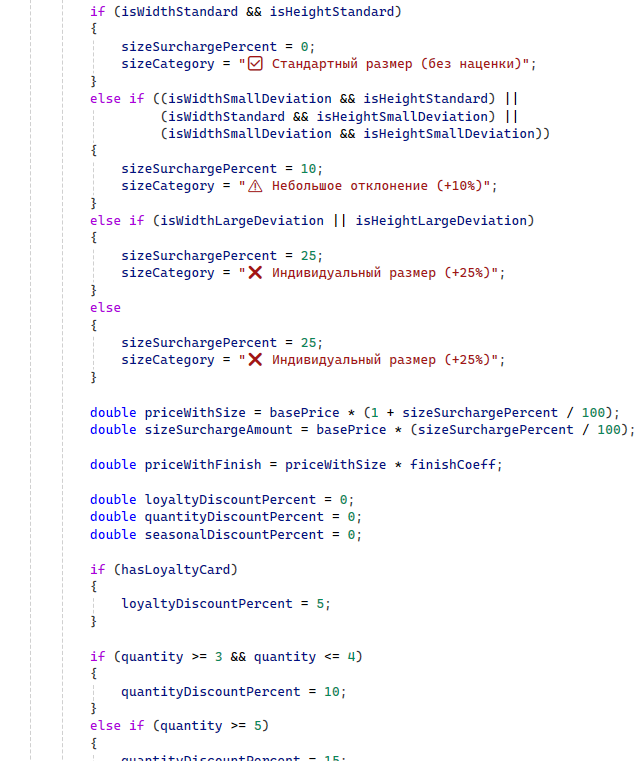 if (isWidthStandard && isHeightStandard)
{
sizeSurchargePercent = 0;
sizeCategory = "☑ Стандартный размер (без наценки)";
}
else if ((isWidthSmallDeviation && isHeightStandard) ||
(isWidthStandard && isHeightSmallDeviation) ||
(isWidthSmallDeviation && isHeightSmallDeviation))
{
sizeSurchargePercent = 10;
sizeCategory = "⚠ Небольшое отклонение (+10%)";
}
else if (isWidthLargeDeviation || isHeightLargeDeviation)
{
sizeSurchargePercent = 25;
sizeCategory = "❌ Индивидуальный размер (+25%)";
}
else
{
sizeSurchargePercent = 25;
sizeCategory = "❌ Индивидуальный размер (+25%)";
}
double priceWithSize = basePrice * (1 + sizeSurchargePercent / 100);
double sizeSurchargeAmount = basePrice * (sizeSurchargePercent / 100);
double priceWithFinish = priceWithSize * finishCoeff;
double loyaltyDiscountPercent = 0;
double quantityDiscountPercent = 0;
double seasonalDiscountPercent = 0;
if (hasLoyaltyCard)
{
loyaltyDiscountPercent = 5;
}
if (quantity >= 3 && quantity <= 4)
{
quantityDiscountPercent = 10;
}
else if (quantity >= 5)
{
quantityDiscountPercent = 15;